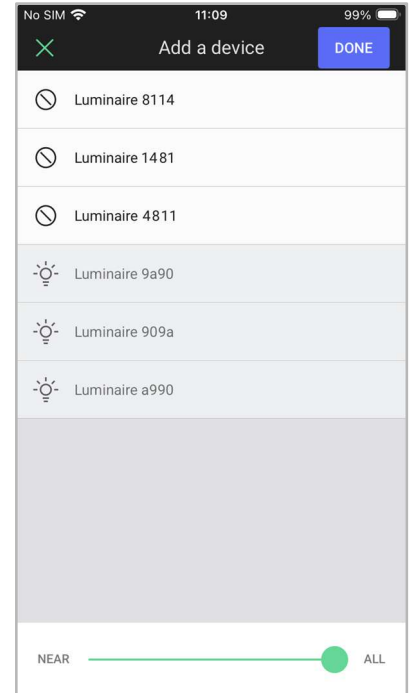 No SIM 11:09 99%
Add a device DONE
Luminaire 8114
Luminaire 1481
Luminaire 4811
Luminaire 9a90
Luminaire 909a
Luminaire a990
NEAR ALL